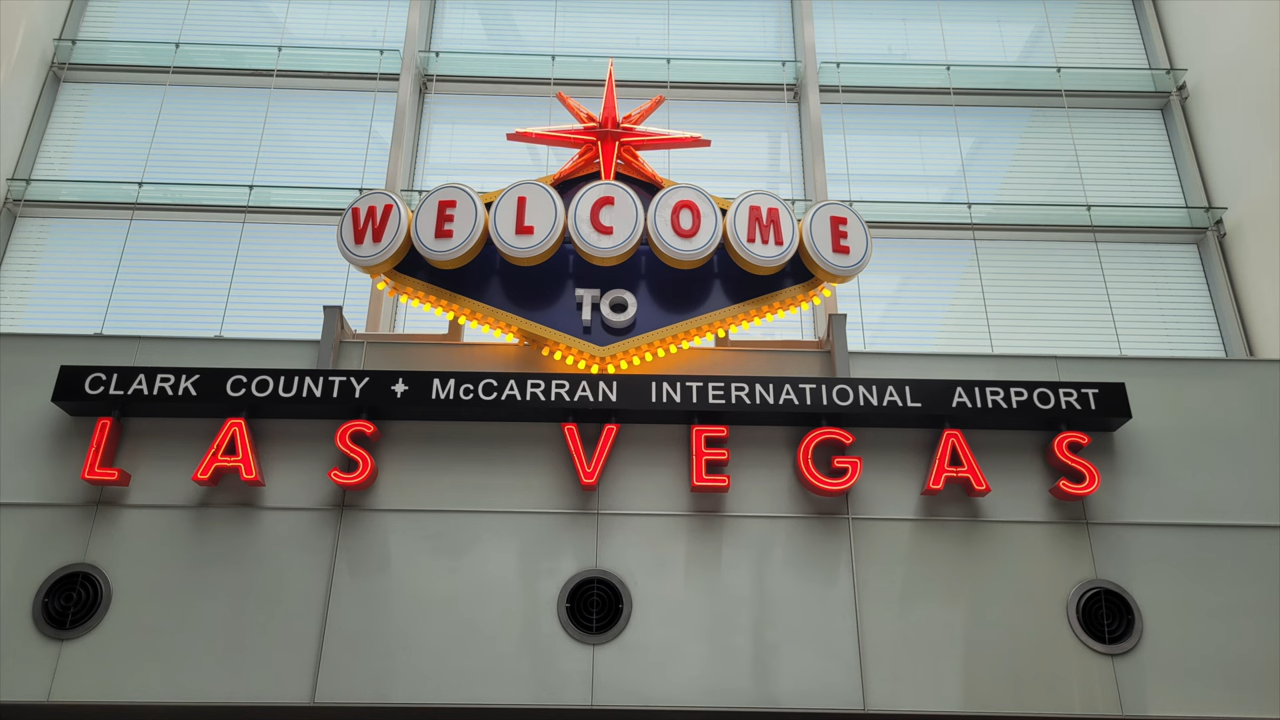 WELCOME
TO
CLARK COUNTY + McCARRAN INTERNATIONAL AIRPORT
LAS VEGAS